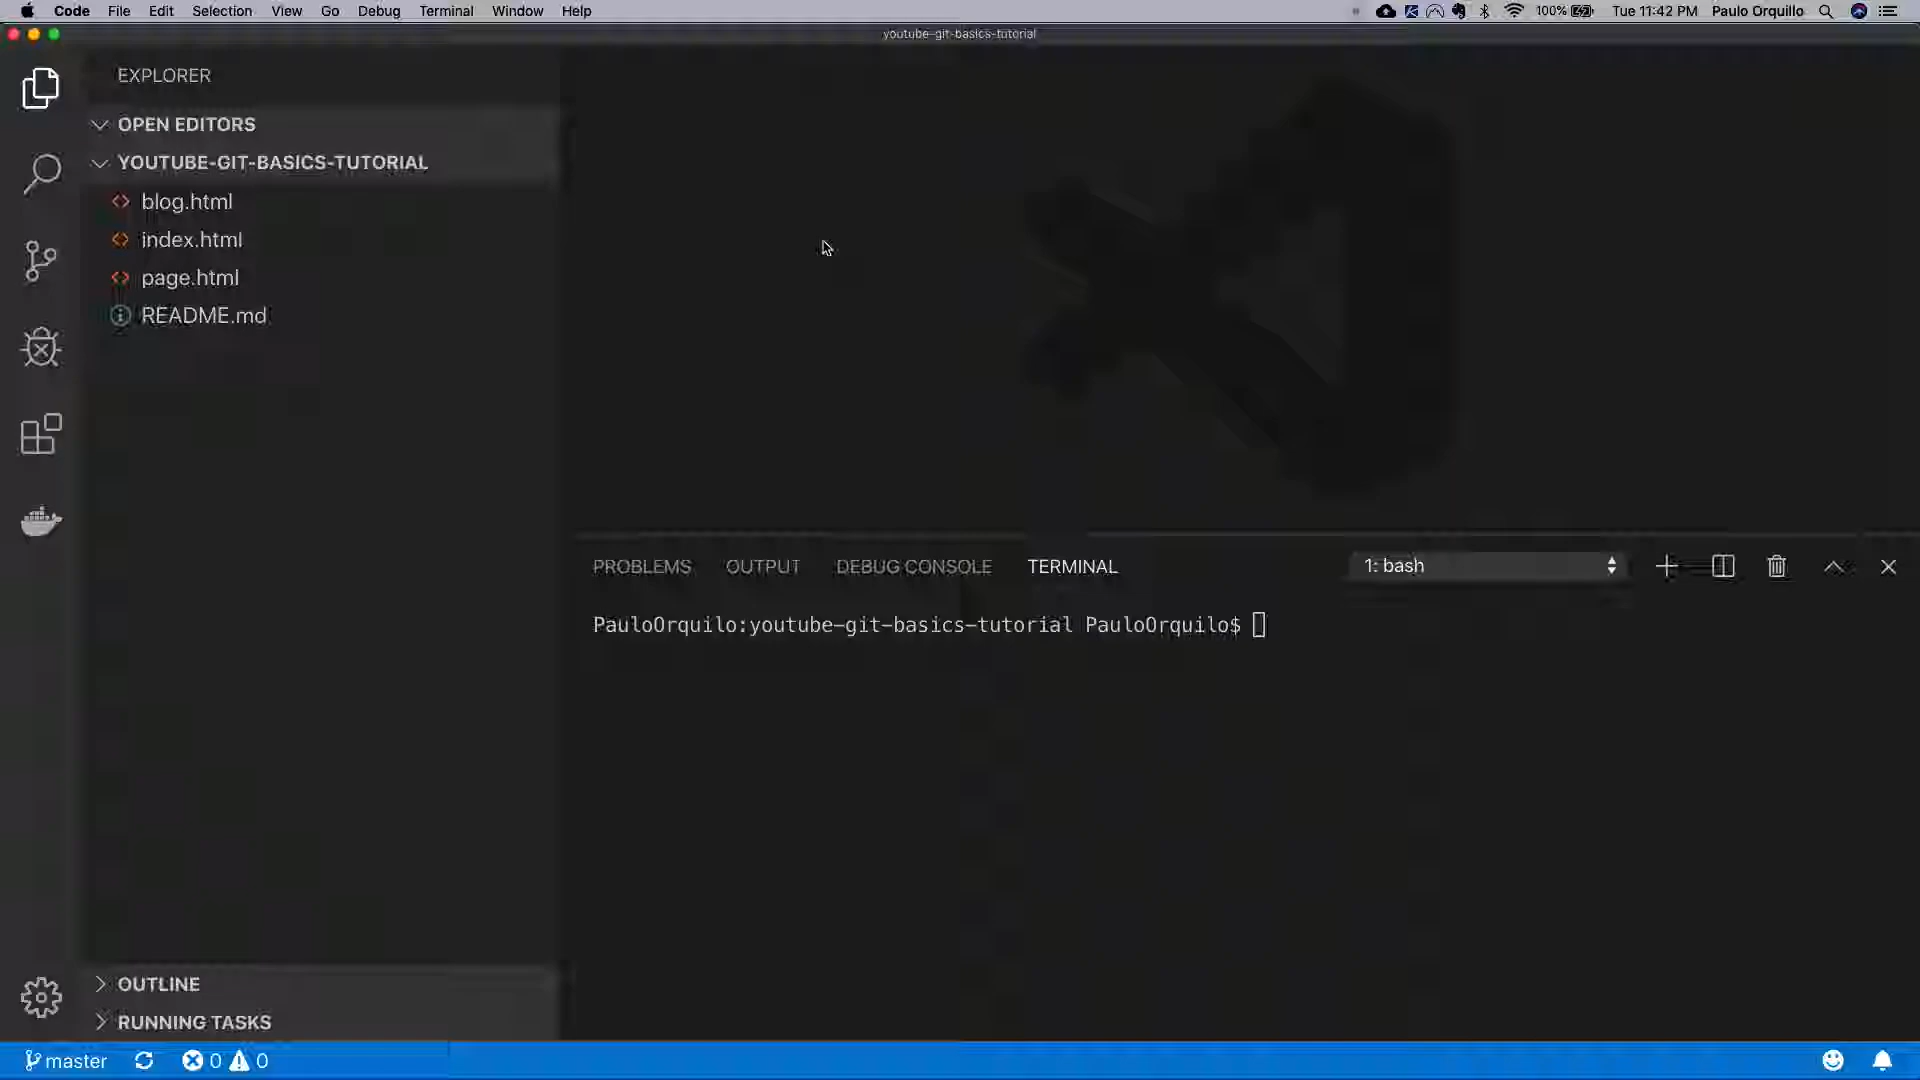 Code File Edit Selection View Go Debug Terminal Window Help 100% Tue 11:42 PM Paulo Orquillo
youtube-git-basics-tutorial
EXPLORER
OPEN EDITORS
YOUTUBE-GIT-BASICS-TUTORIAL
blog.html
index.html
page.html
README.md
PROBLEMS OUTPUT DEBUG CONSOLE TERMINAL 1: bash
PauloOrquilo:youtube-git-basics-tutorial PauloOrquilo$
OUTLINE
RUNNING TASKS
master 0 0